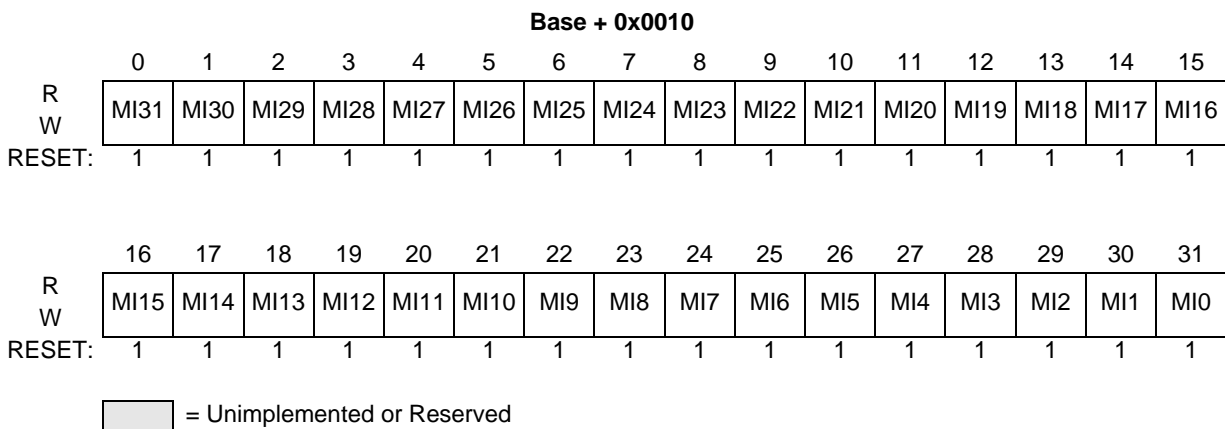 Base + 0x0010
0 1 2 3 4 5 6 7 8 9 10 11 12 13 14 15
R
MI31 MI30 MI29 MI28 MI27 MI26 MI25 MI24 MI23 MI22 MI21 MI20 MI19 MI18 MI17 MI16
W
RESET: 1 1 1 1 1 1 1 1 1 1 1 1 1 1 1 1
16 17 18 19 20 21 22 23 24 25 26 27 28 29 30 31
R
MI15 MI14 MI13 MI12 MI11 MI10 MI9 MI8 MI7 MI6 MI5 MI4 MI3 MI2 MI1 MI0
W
RESET: 1 1 1 1 1 1 1 1 1 1 1 1 1 1 1 1
= Unimplemented or Reserved